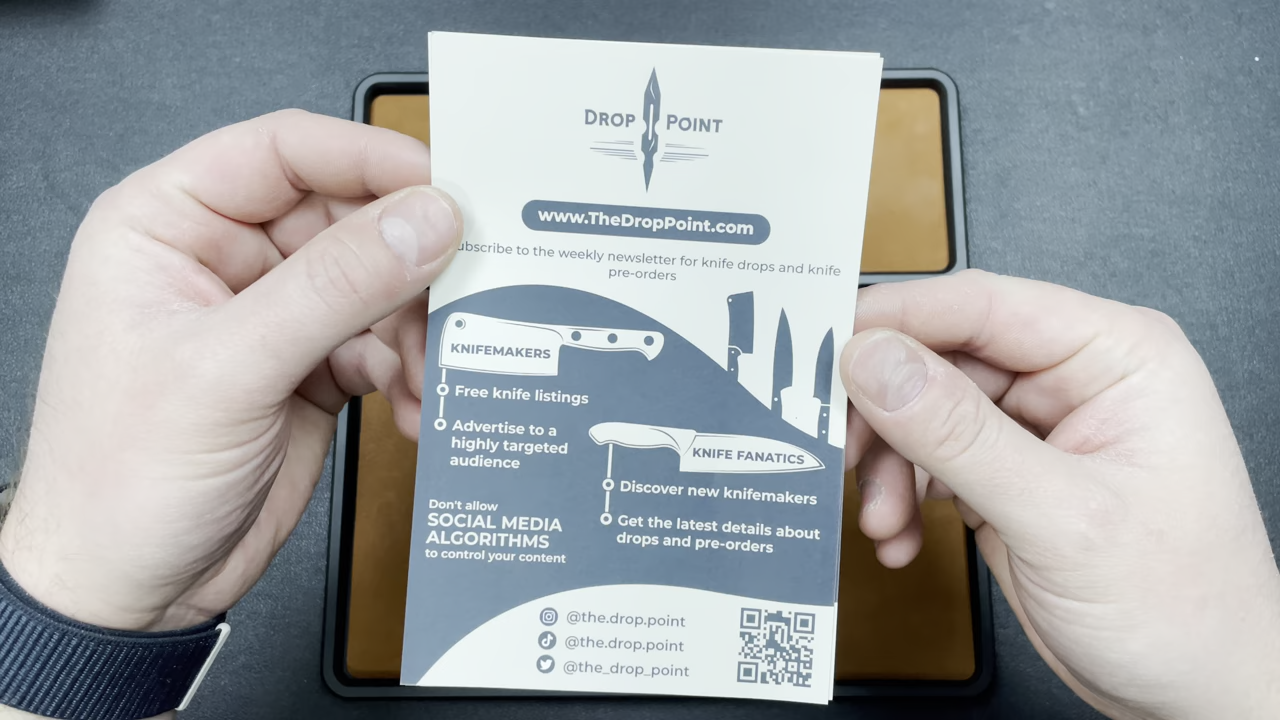 DROP POINT
www.TheDropPoint.com
ubscribe to the weekly newsletter for knife drops and knife
pre-orders
KNIFEMAKERS
Free knife listings
Advertise to a
highly targeted
audience
KNIFE FANATICS
Discover new knifemakers
Get the latest details about
drops and pre-orders
Don't allow
SOCIAL MEDIA
ALGORITHMS
to control your content
@the.drop.point
@the.drop.point
@the_drop_point